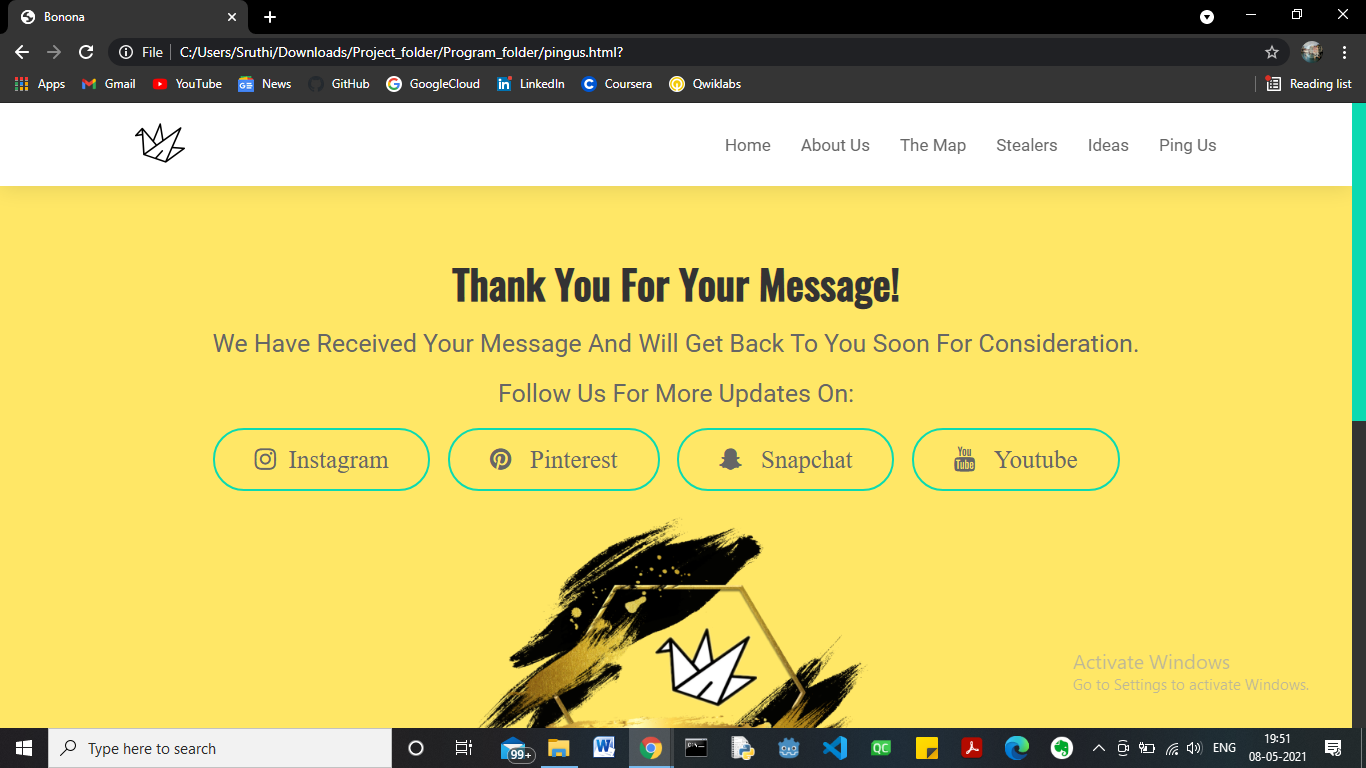 Bonona
File C:/Users/Sruthi/Downloads/Project_folder/Program_folder/pingus.html?
Apps Gmail YouTube News GitHub GoogleCloud LinkedIn Coursera Qwiklabs Reading list
Home About Us The Map Stealers Ideas Ping Us
Thank You For Your Message!
We Have Received Your Message And Will Get Back To You Soon For Consideration.
Follow Us For More Updates On:
Instagram Pinterest Snapchat You Tube Youtube
Activate Windows
Go to Settings to activate Windows.
Type here to search 99+ QC ENG 19:51
08-05-2021